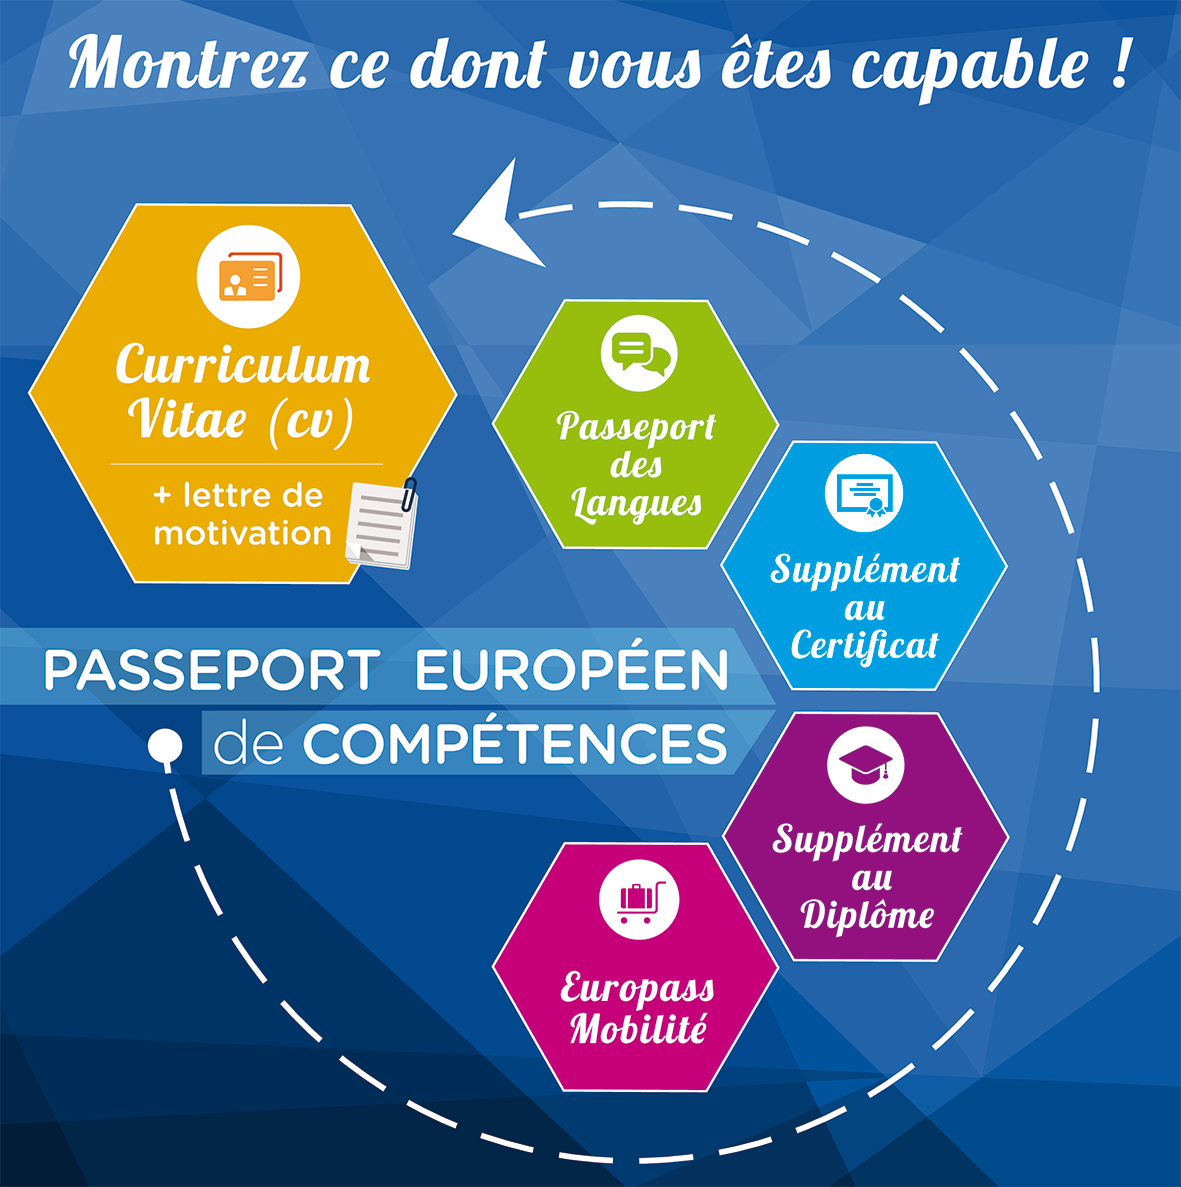 Montrez ce dont vous êtes capable !
Curriculum
Vitae (cv)
+ lettre de
motivation
Passeport
des
Langues
Supplément
au
Certificat
PASSEPORT EUROPÉEN
de COMPÉTENCES
Supplément
au
Diplôme
Europass
Mobilité